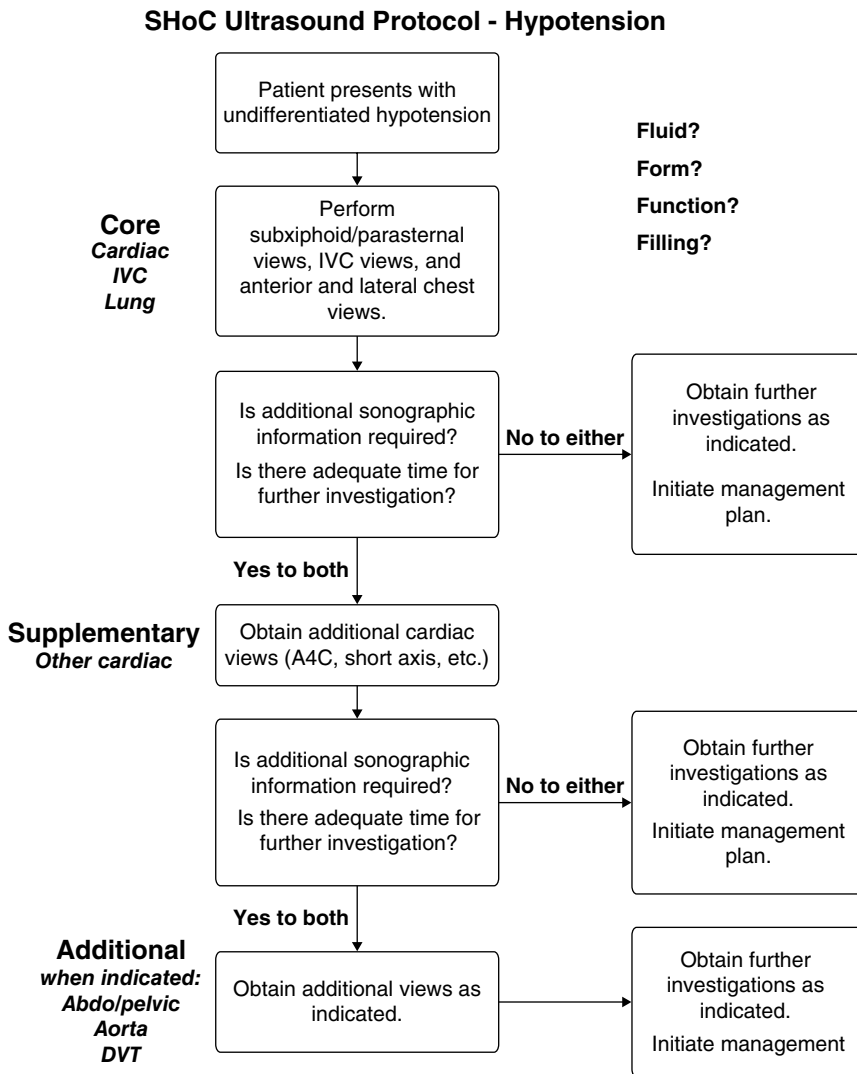 SHoC Ultrasound Protocol - Hypotension
Patient presents with
undifferentiated hypotension
Fluid?
Form?
Function?
Filling?
Core
Cardiac
IVC
Lung
Perform
subxiphoid/parasternal
views, IVC views, and
anterior and lateral chest
views.
Is additional sonographic
information required?
Is there adequate time for
further investigation?
No to either
Obtain further
investigations as
indicated.
Initiate management
plan.
Yes to both
Supplementary
Other cardiac
Obtain additional cardiac
views (A4C, short axis, etc.)
Is additional sonographic
information required?
Is there adequate time for
further investigation?
No to either
Obtain further
investigations as
indicated.
Initiate management
plan.
Yes to both
Additional
when indicated:
Abdo/pelvic
Aorta
DVT
Obtain additional views as
indicated.
Obtain further
investigations as
indicated.
Initiate management